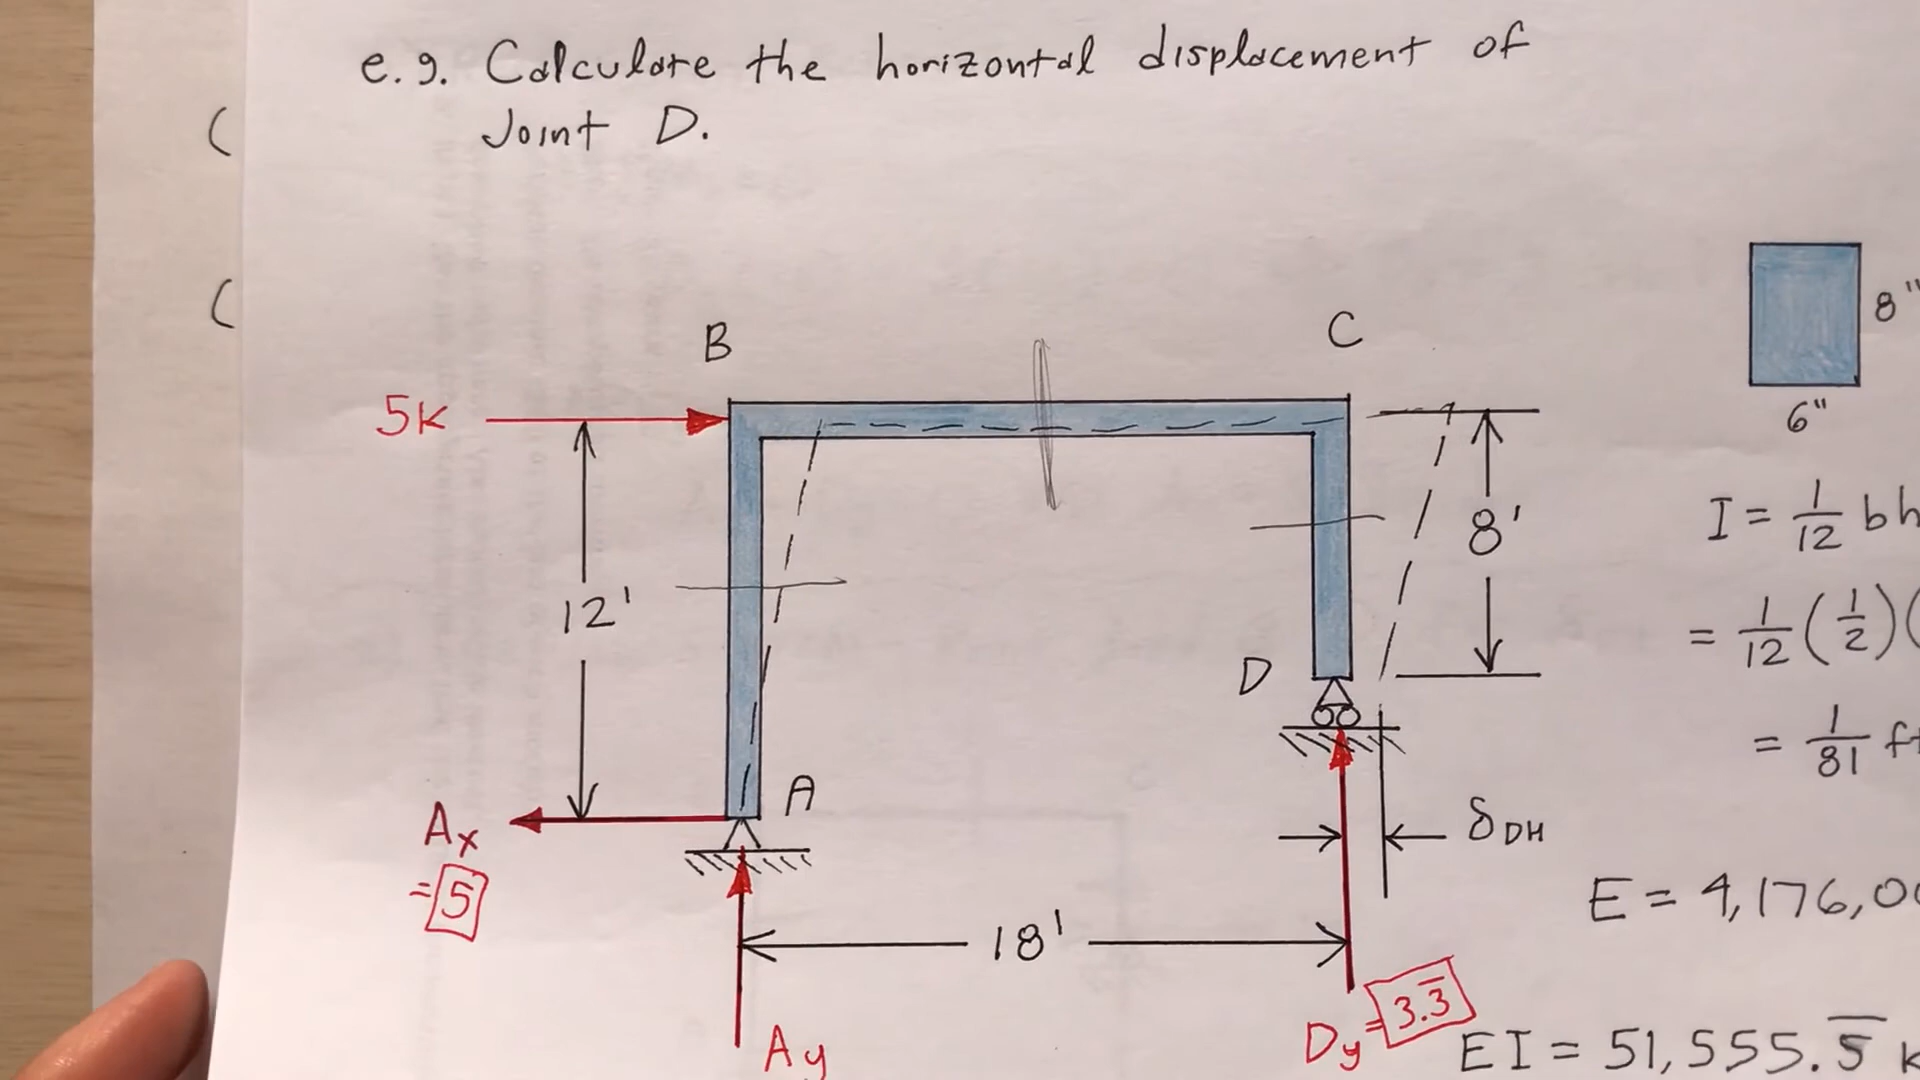 e.g. Calculate the horizontal displacement of
Joint D.
(
(
B
C
8"
6"
5K
8'
I = 1/12 bh
12'
= 1/12 (1/2)(
D
= 1/81 ft
A
Ax
= 5
δDH
E = 4,176,00
18'
Dy = 3.3̅
EI = 51,555.5̅ k
Ay